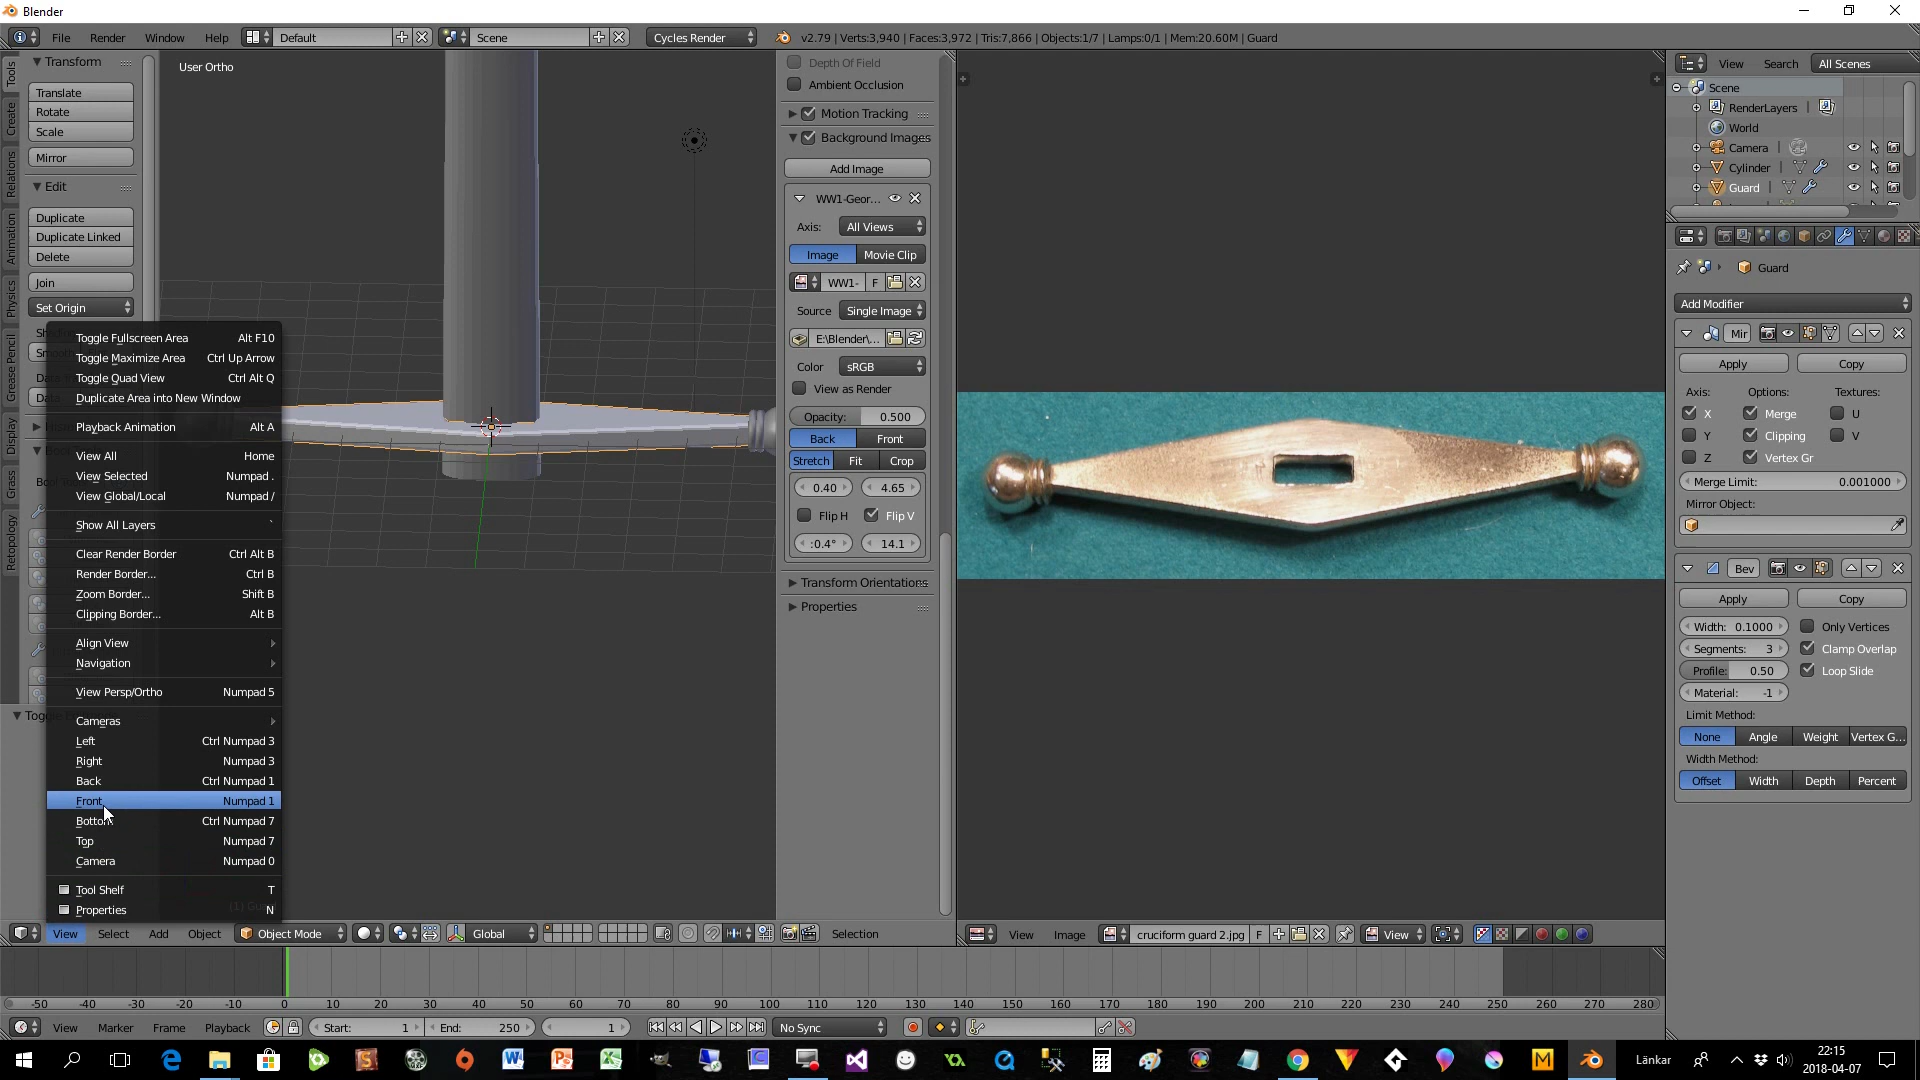 Blender
File Render Window Help Default Scene Cycles Render v2.79 | Verts:3,940 | Faces:3,972 | Tris:7,866 | Objects:1/7 | Lamps:0/1 | Mem:20.60M | Guard
Tools
Create
Relations
Animation
Physics
Grease Pencil
Display
Grass
Retopology
Transform
Translate
Rotate
Scale
Mirror
Edit
Duplicate
Duplicate Linked
Delete
Join
Set Origin
User Ortho
Toggle Fullscreen Area Alt F10
Toggle Maximize Area Ctrl Up Arrow
Toggle Quad View Ctrl Alt Q
Duplicate Area into New Window
Playback Animation Alt A
View All Home
View Selected Numpad .
View Global/Local Numpad /
Show All Layers `
Clear Render Border Ctrl Alt B
Render Border... Ctrl B
Zoom Border... Shift B
Clipping Border... Alt B
Align View
Navigation
View Persp/Ortho Numpad 5
Cameras
Left Ctrl Numpad 3
Right Numpad 3
Back Ctrl Numpad 1
Front Numpad 1
Bottom Ctrl Numpad 7
Top Numpad 7
Camera Numpad 0
Tool Shelf T
Properties N
View Select Add Object Object Mode Global Selection
Depth Of Field
Ambient Occlusion
Motion Tracking
Background Images
Add Image
WW1-Geor...
Axis: All Views
Image Movie Clip
WW1- F
Source Single Image
E:\Blender\...
Color sRGB
View as Render
Opacity: 0.500
Back Front
Stretch Fit Crop
0.40 4.65
Flip H Flip V
:0.4° 14.1
Transform Orientations
Properties
View Image cruciform guard 2.jpg F View
View Search All Scenes
Scene
RenderLayers
World
Camera
Cylinder
Guard
Guard
Add Modifier
Mir
Apply Copy
Axis: Options: Textures:
X Merge U
Y Clipping V
Z Vertex Gr
Merge Limit: 0.001000
Mirror Object:
Bev
Apply Copy
Width: 0.1000 Only Vertices
Segments: 3 Clamp Overlap
Profile: 0.50 Loop Slide
Material: -1
Limit Method:
None Angle Weight Vertex G...
Width Method:
Offset Width Depth Percent
-50 -40 -30 -20 -10 0 10 20 30 40 50 60 70 80 90 100 110 120 130 140 150 160 170 180 190 200 210 220 230 240 250 260 270 280
View Marker Frame Playback Start: 1 End: 250 1 No Sync
Länkar 22:15
2018-04-07